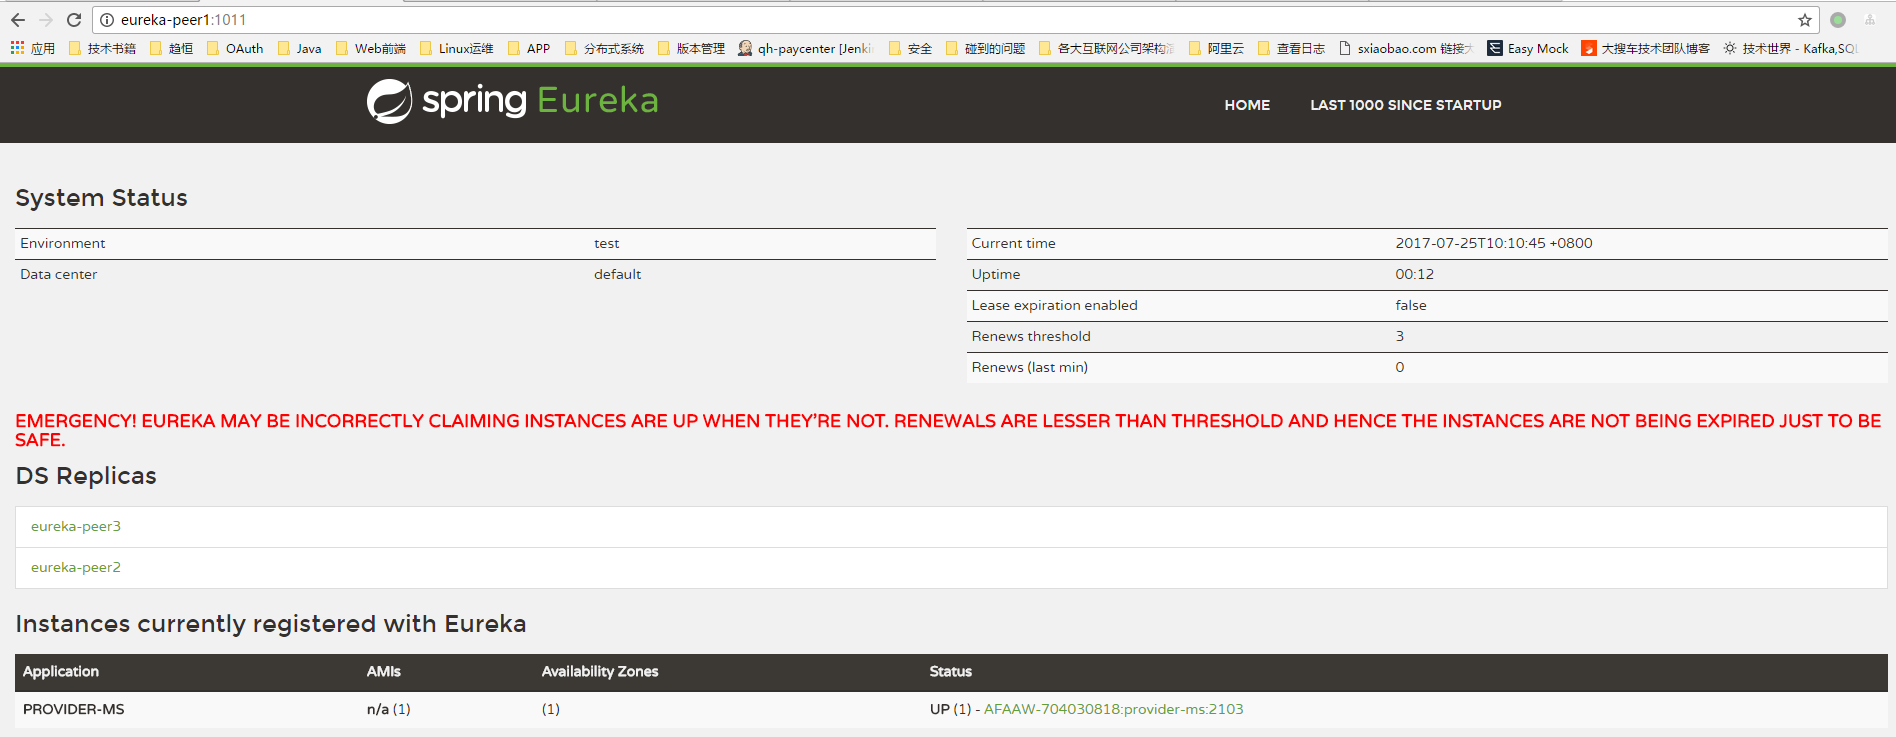 eureka-peer1:1011
应用 技术书籍 趋恒 OAuth Java Web前端 Linux运维 APP 分布式系统 版本管理 qh-paycenter [Jenki 安全 碰到的问题 各大互联网公司架构 阿里云 查看日志 sxiaobao.com 链接大 Easy Mock 大搜车技术团队博客 技术世界 - Kafka,SQL
spring Eureka HOME LAST 1000 SINCE STARTUP
System Status
Environment test Current time 2017-07-25T10:10:45 +0800
Data center default Uptime 00:12
Lease expiration enabled false
Renews threshold 3
Renews (last min) 0
EMERGENCY! EUREKA MAY BE INCORRECTLY CLAIMING INSTANCES ARE UP WHEN THEY'RE NOT. RENEWALS ARE LESSER THAN THRESHOLD AND HENCE THE INSTANCES ARE NOT BEING EXPIRED JUST TO BE
SAFE.
DS Replicas
eureka-peer3
eureka-peer2
Instances currently registered with Eureka
Application AMIs Availability Zones Status
PROVIDER-MS n/a (1) (1) UP (1) - AFAAW-704030818:provider-ms:2103